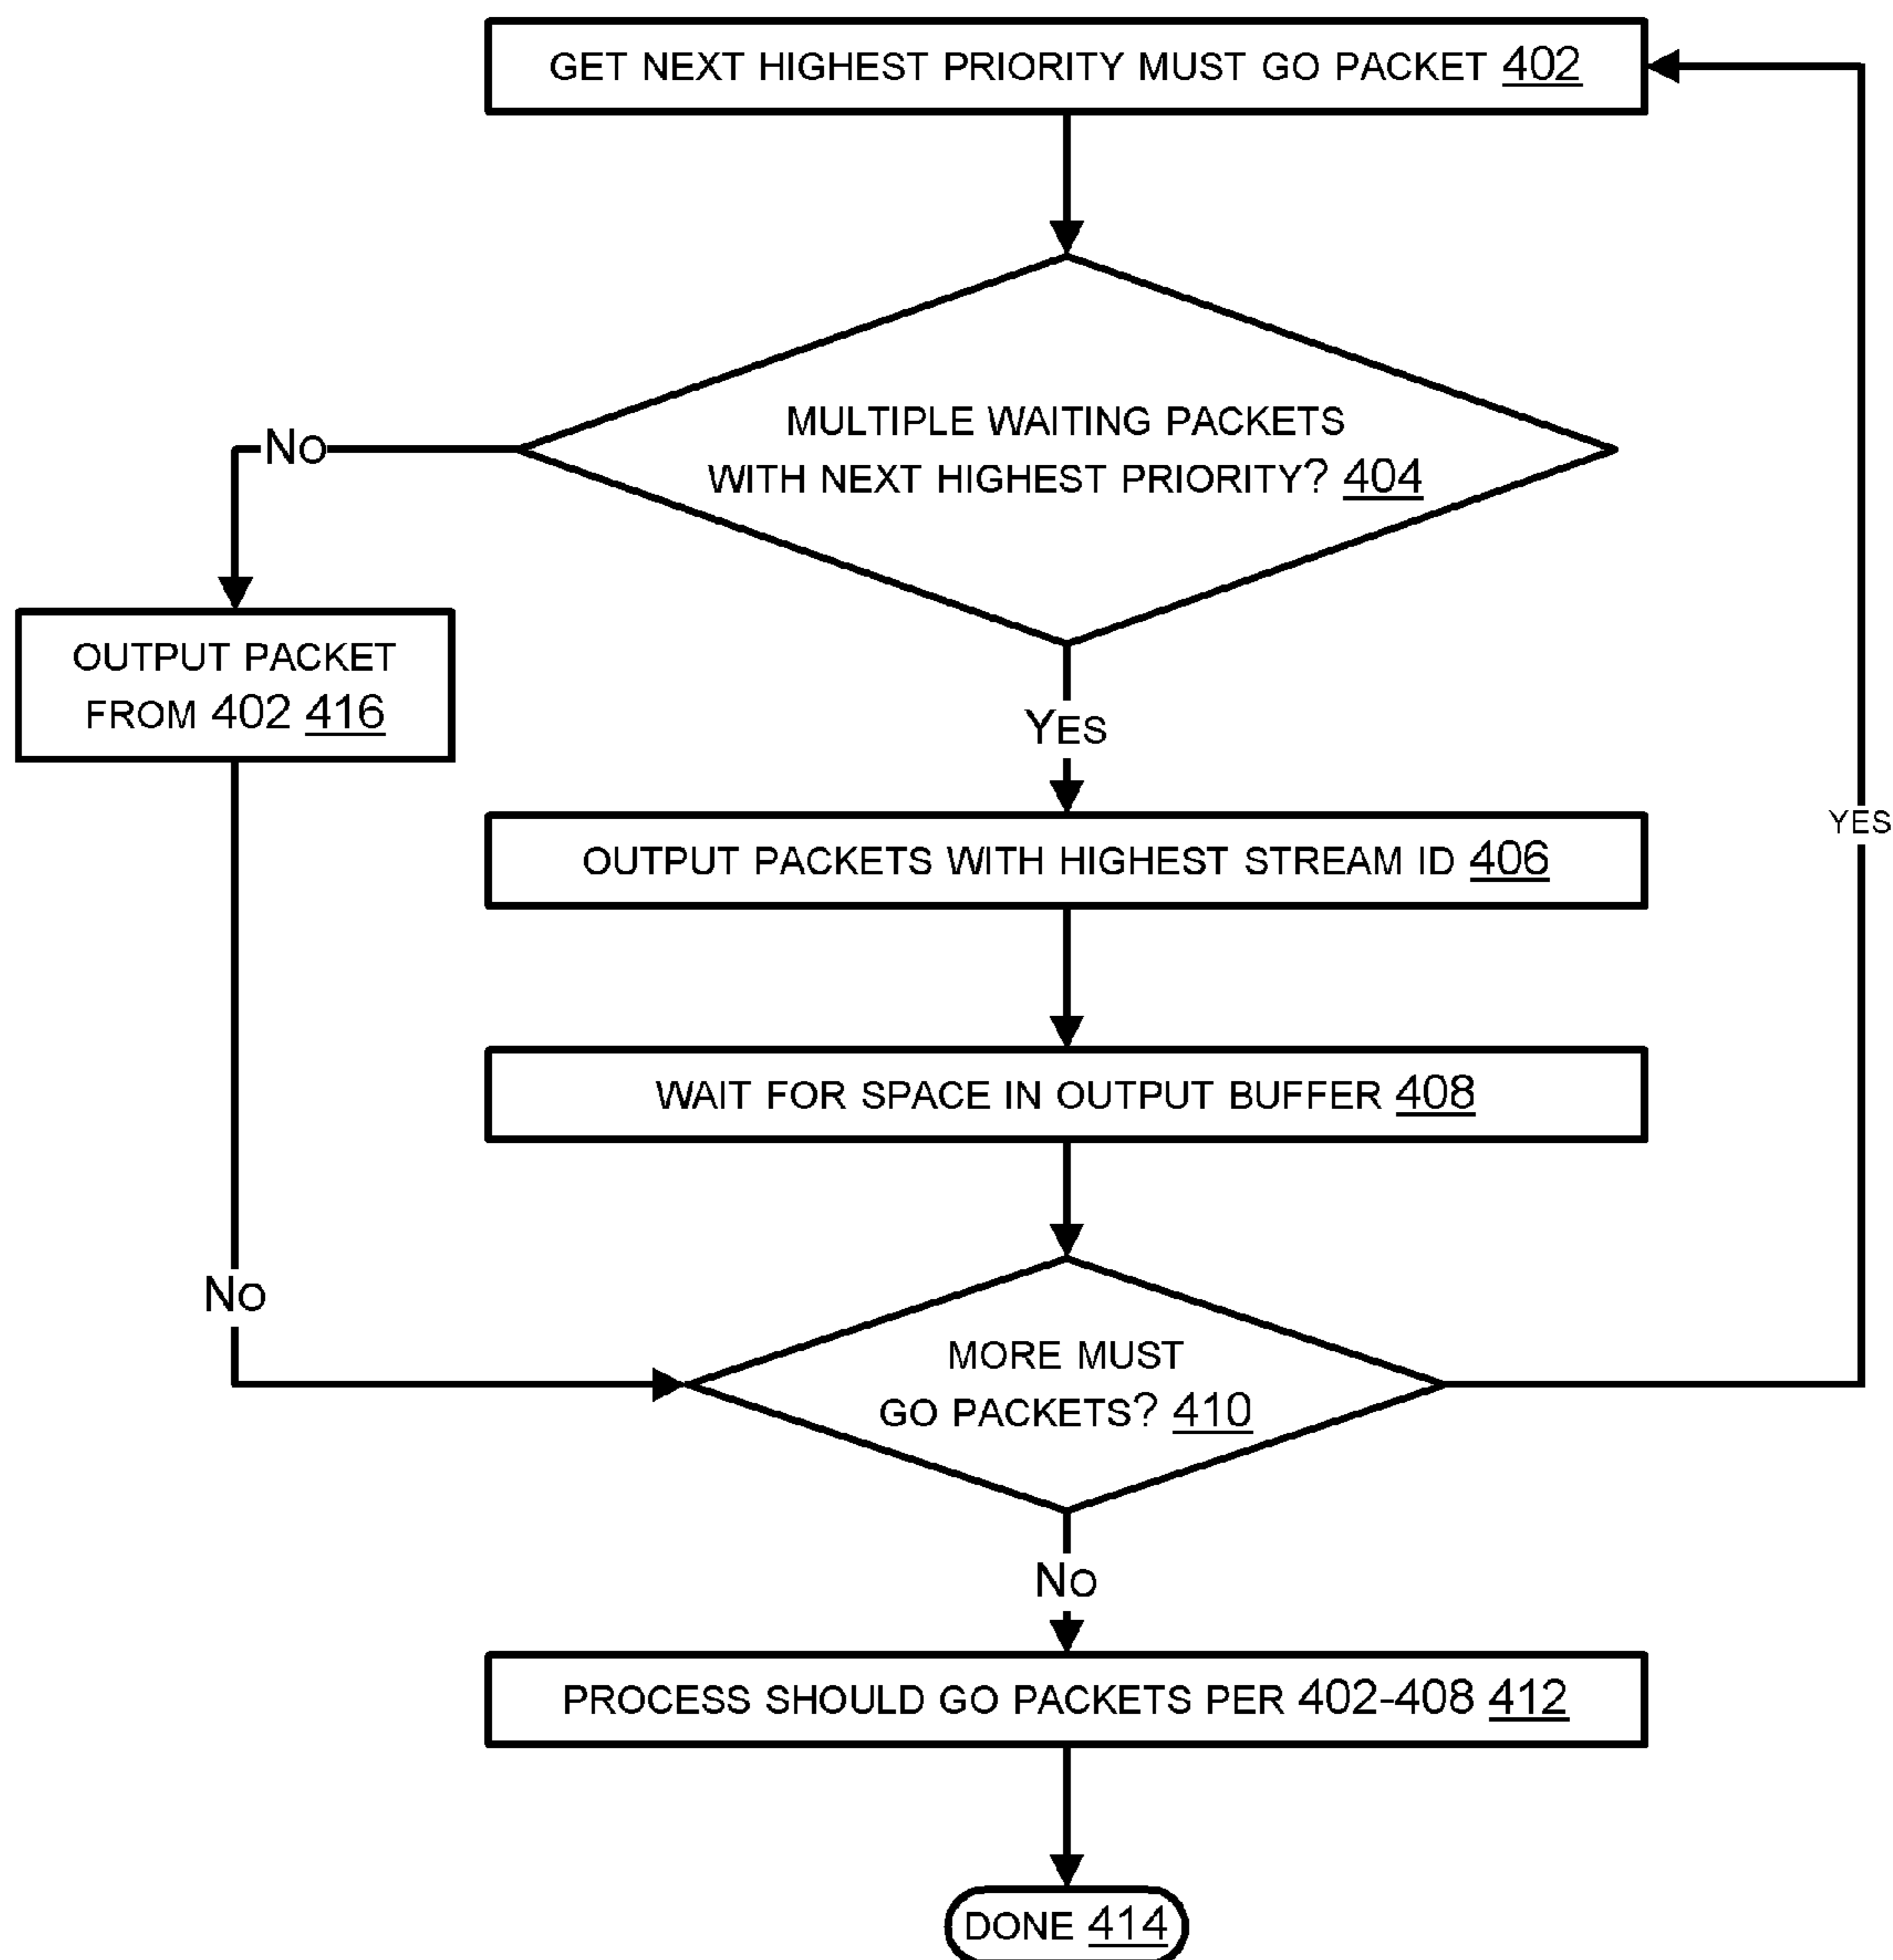 GET NEXT HIGHEST PRIORITY MUST GO PACKET 402
MULTIPLE WAITING PACKETS
WITH NEXT HIGHEST PRIORITY? 404
NO
OUTPUT PACKET
FROM 402 416
YES
YES
OUTPUT PACKETS WITH HIGHEST STREAM ID 406
WAIT FOR SPACE IN OUTPUT BUFFER 408
NO
MORE MUST
GO PACKETS? 410
NO
PROCESS SHOULD GO PACKETS PER 402-408 412
DONE 414